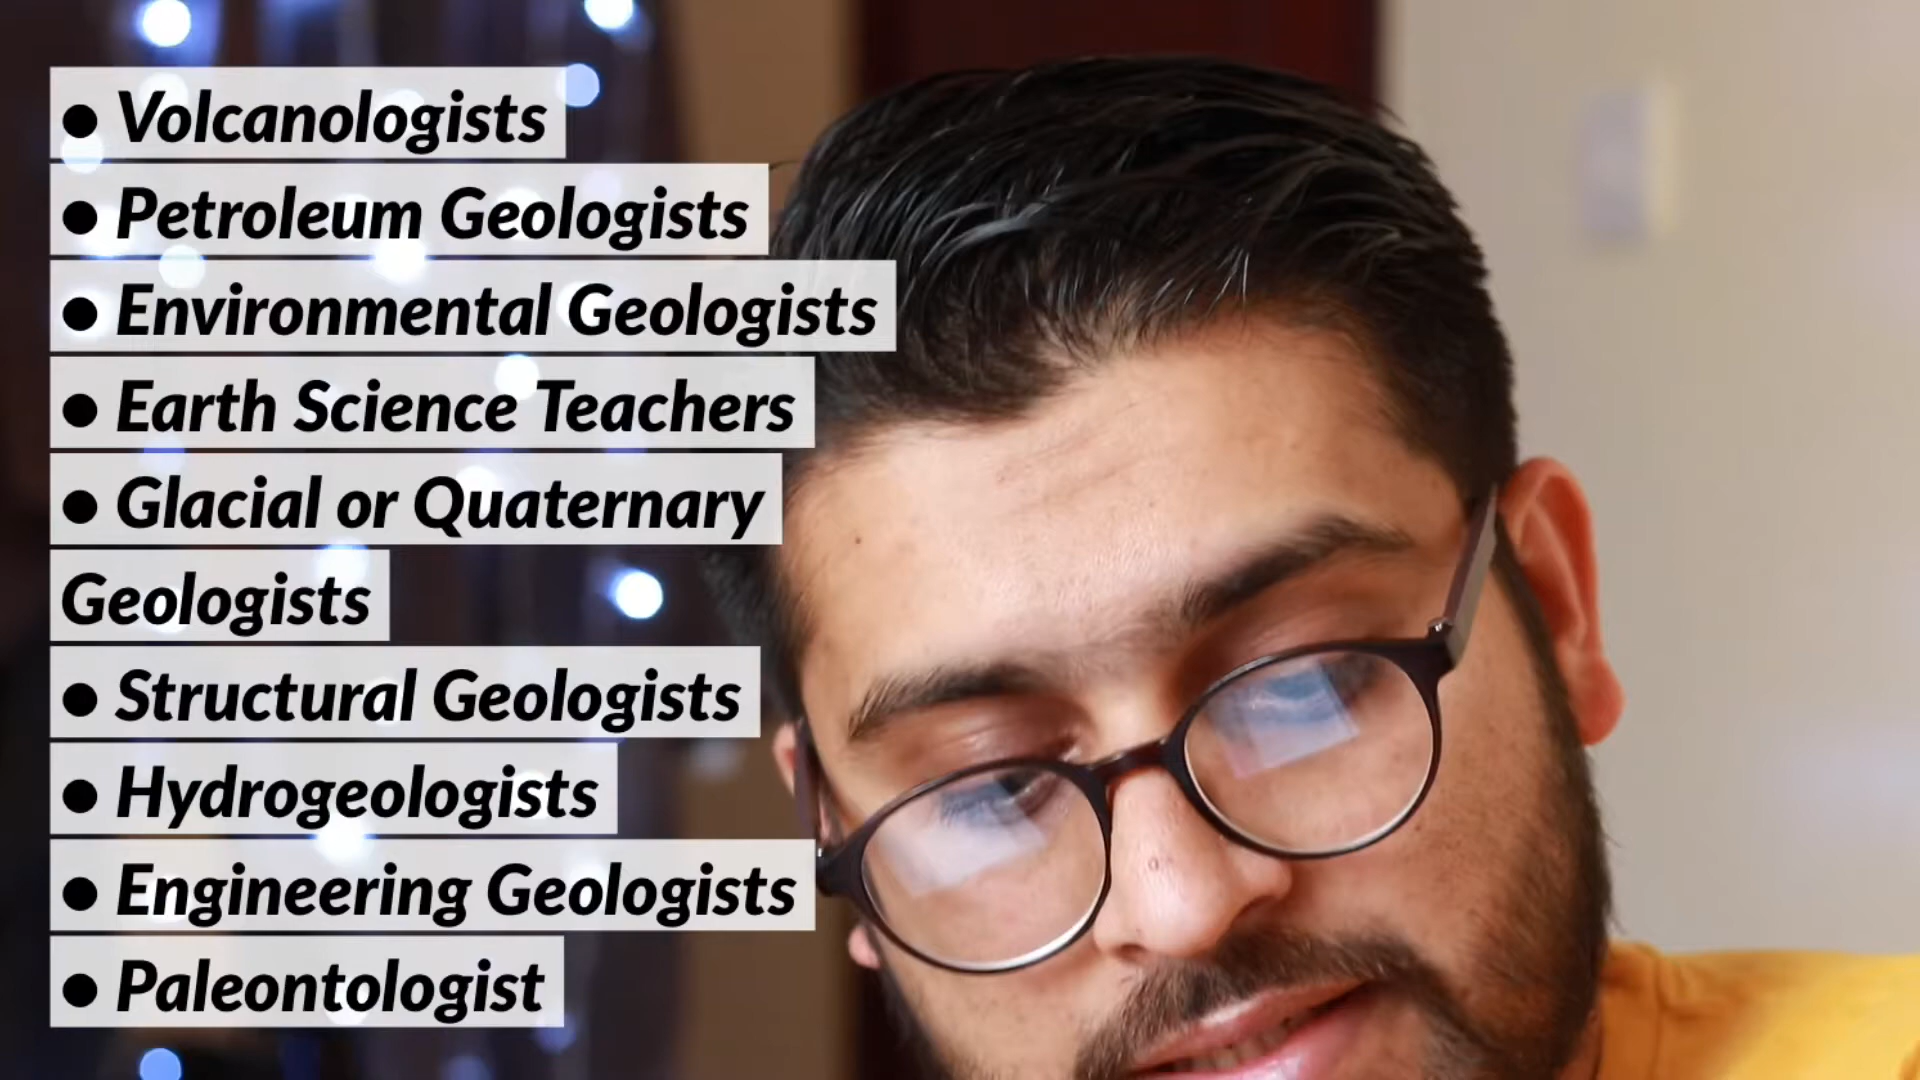 ● Volcanologists
● Petroleum Geologists
● Environmental Geologists
● Earth Science Teachers
● Glacial or Quaternary
Geologists
● Structural Geologists
● Hydrogeologists
● Engineering Geologists
● Paleontologist